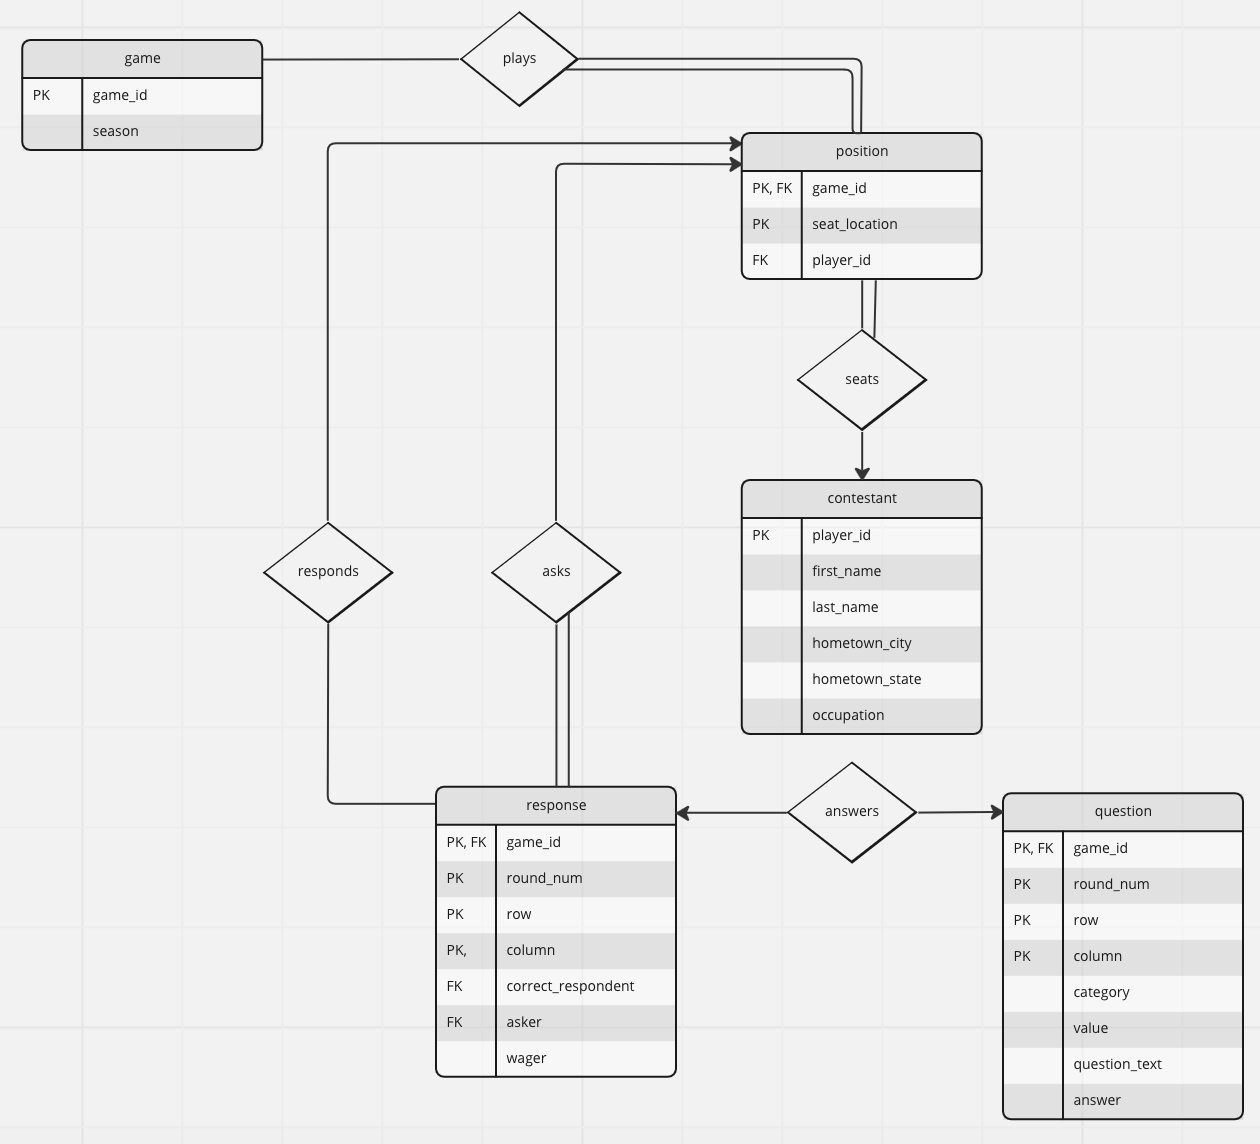 plays
game
PK game_id
season
position
PK, FK game_id
PK seat_location
FK player_id
seats
contestant
PK player_id
first_name
last_name
hometown_city
hometown_state
occupation
responds
asks
response
PK, FK game_id
PK round_num
PK row
PK, column
FK correct_respondent
FK asker
wager
answers
question
PK, FK game_id
PK round_num
PK row
PK column
category
value
question_text
answer